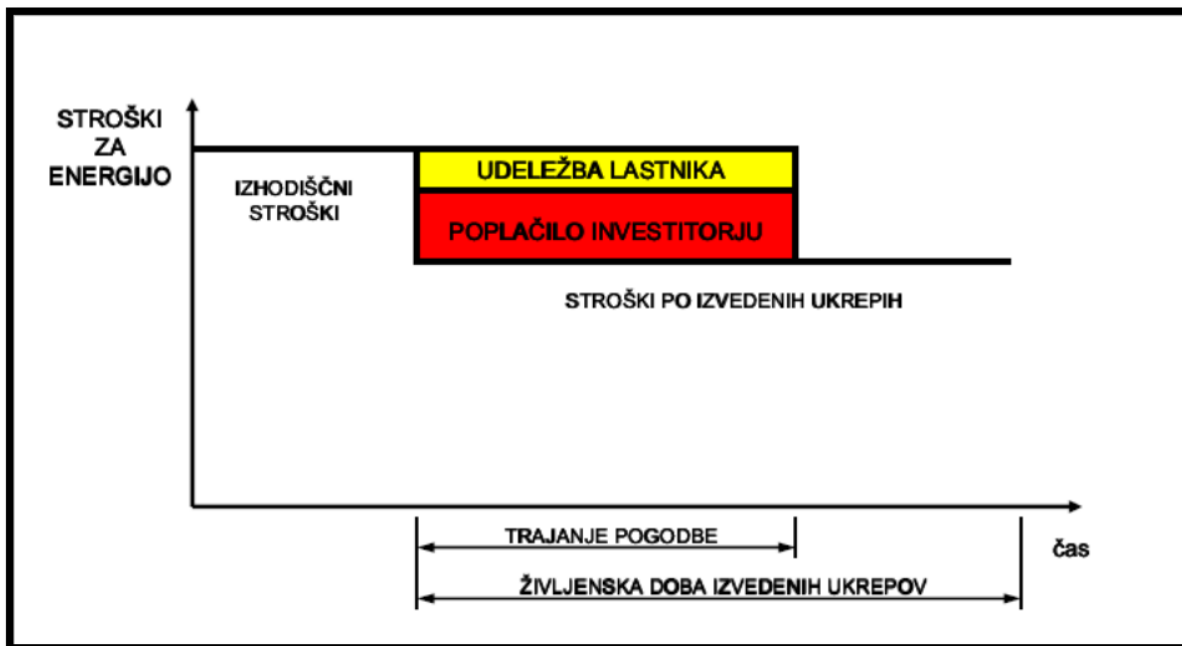 STROŠKI
ZA
ENERGIJO
IZHODIŠČNI
STROŠKI
UDELEŽBA LASTNIKA
POPLAČILO INVESTITORJU
STROŠKI PO IZVEDENIH UKREPIH
TRAJANJE POGODBE
čas
ŽIVLJENSKA DOBA IZVEDENIH UKREPOV